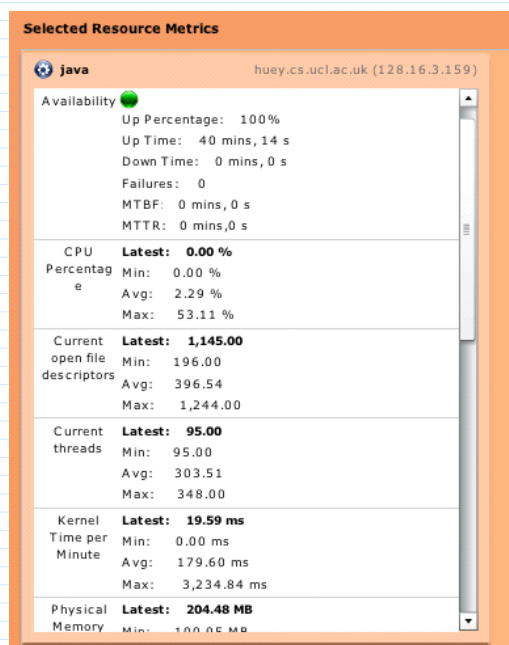 Selected Resource Metrics
java huey.cs.ucl.ac.uk (128.16.3.159)
Availability
Up Percentage: 100%
Up Time: 40 mins, 14 s
Down Time: 0 mins, 0 s
Failures: 0
MTBF: 0 mins, 0 s
MTTR: 0 mins,0 s
CPU Latest: 0.00 %
Percentag Min: 0.00 %
e Avg: 2.29 %
Max: 53.11 %
Current Latest: 1,145.00
open file Min: 196.00
descriptors Avg: 396.54
Max: 1,244.00
Current Latest: 95.00
threads Min: 95.00
Avg: 303.51
Max: 348.00
Kernel Latest: 19.59 ms
Time per Min: 0.00 ms
Minute Avg: 179.60 ms
Max: 3,234.84 ms
Physical Latest: 204.48 MB
Memory Min: 100.95 MB